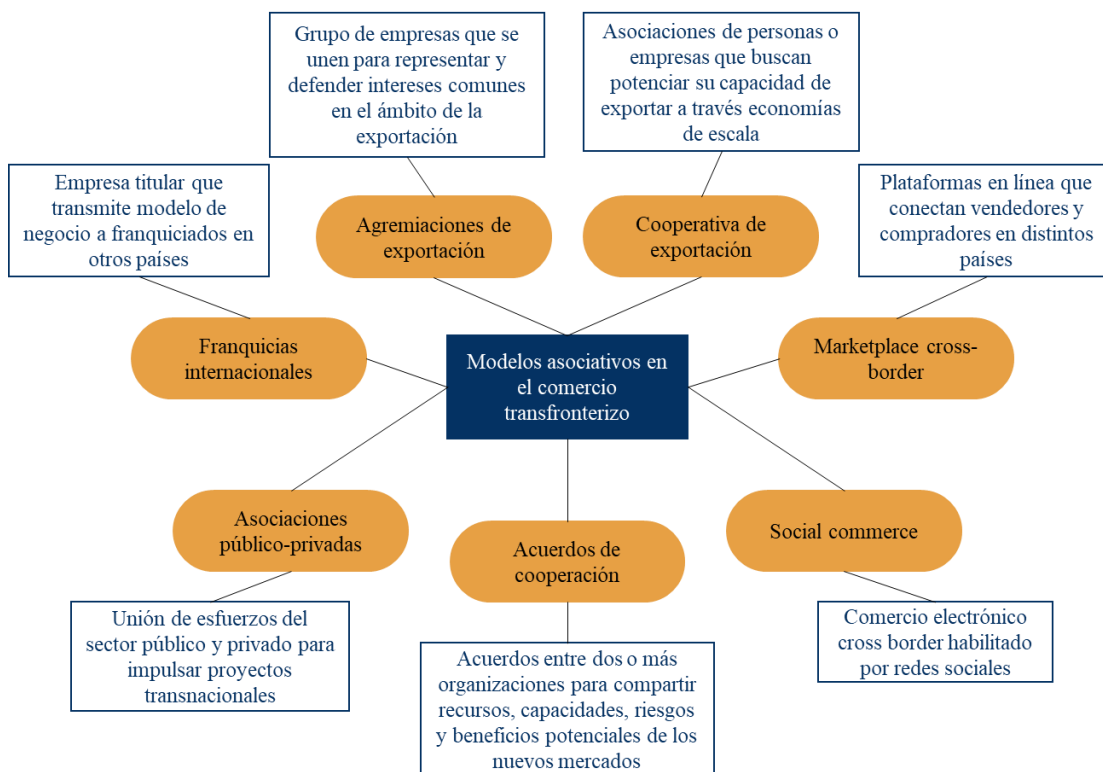 Grupo de empresas que se
unen para representar y
defender intereses comunes
en el ámbito de la
exportación
Asociaciones de personas o
empresas que buscan
potenciar su capacidad de
exportar a través economías
de escala
Empresa titular que
transmite modelo de
negocio a franquiciados en
otros países
Agremiaciones de
exportación
Cooperativa de
exportación
Plataformas en línea que
conectan vendedores y
compradores en distintos
países
Franquicias
internacionales
Modelos asociativos en
el comercio
transfronterizo
Marketplace cross-
border
Asociaciones
público-privadas
Acuerdos de
cooperación
Social commerce
Unión de esfuerzos del
sector público y privado para
impulsar proyectos
transnacionales
Acuerdos entre dos o más
organizaciones para compartir
recursos, capacidades, riesgos
y beneficios potenciales de los
nuevos mercados
Comercio electrónico
cross border habilitado
por redes sociales